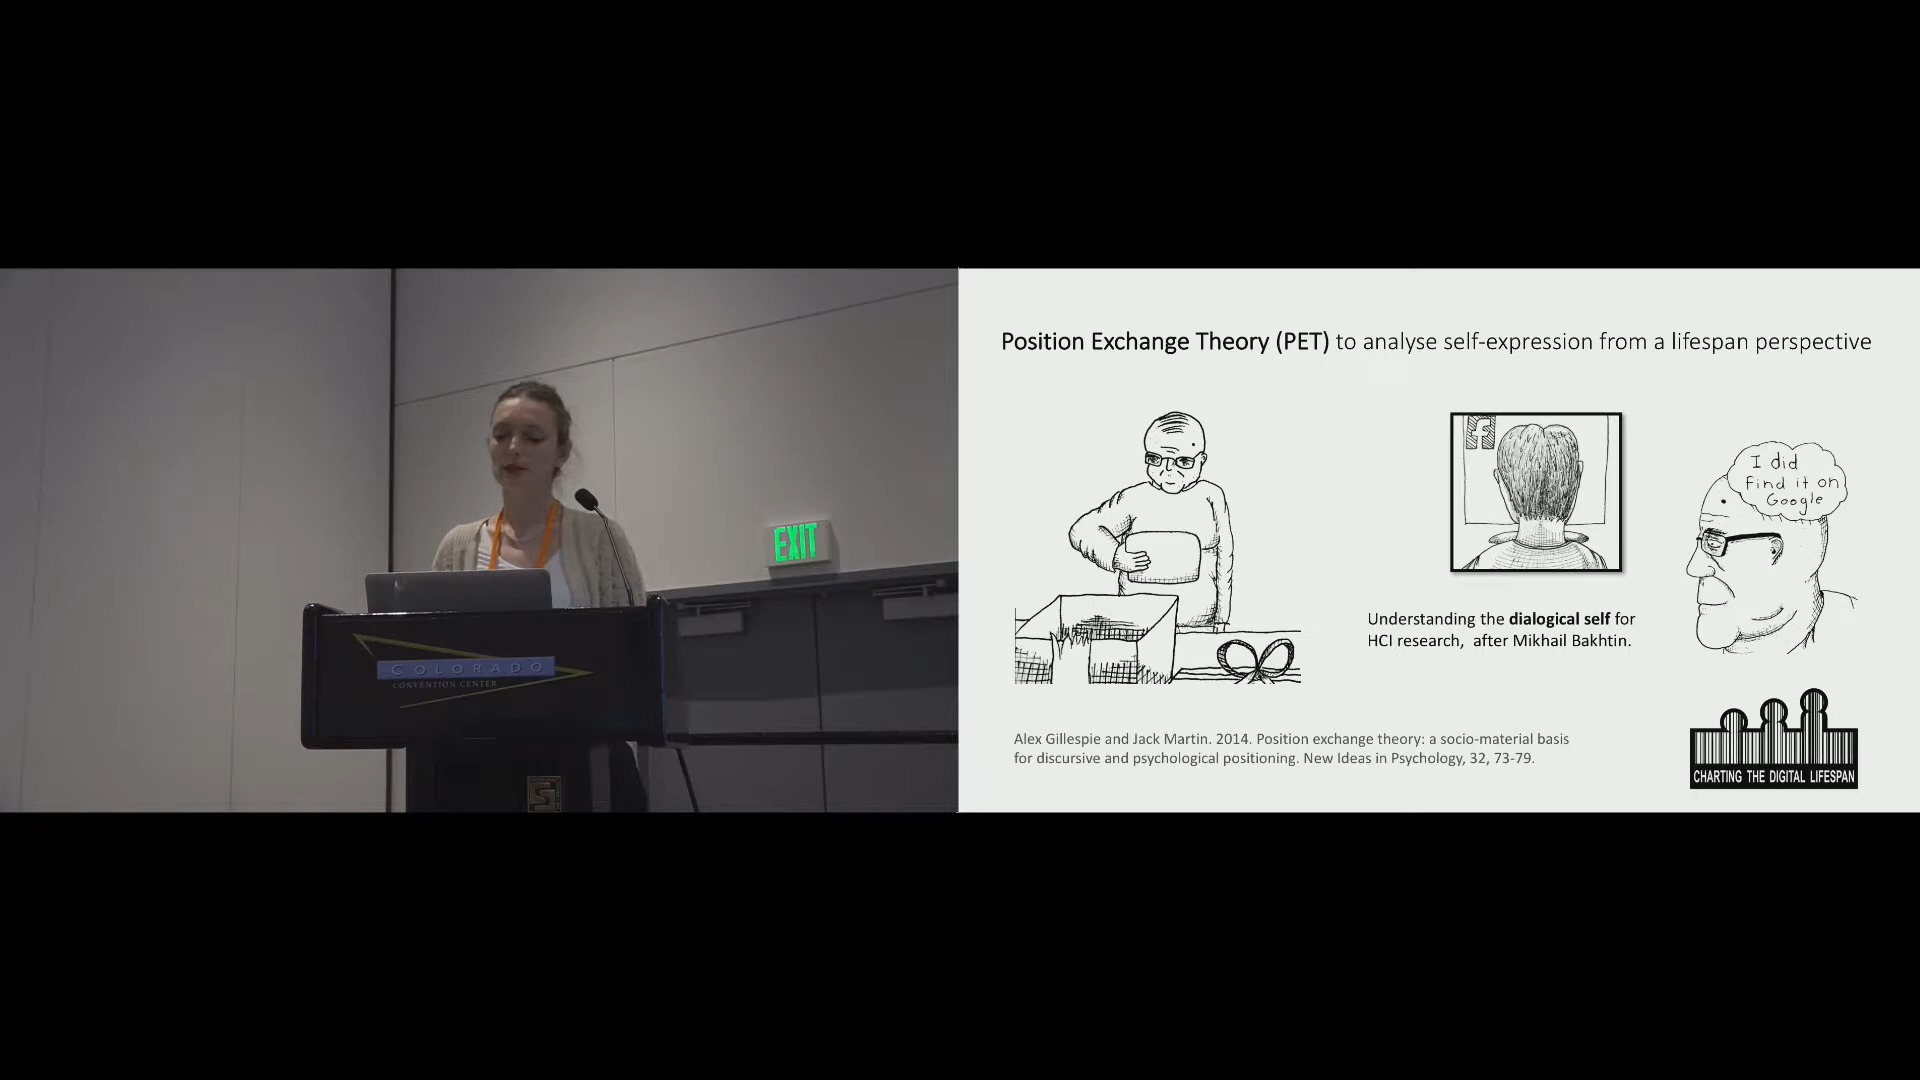 EXIT
COLORADO
CONVENTION CENTER
Position Exchange Theory (PET) to analyse self-expression from a lifespan perspective
f
I did
find it on
Google
Understanding the dialogical self for
HCI research, after Mikhail Bakhtin.
Alex Gillespie and Jack Martin. 2014. Position exchange theory: a socio-material basis
for discursive and psychological positioning. New Ideas in Psychology, 32, 73-79.
CHARTING THE DIGITAL LIFESPAN